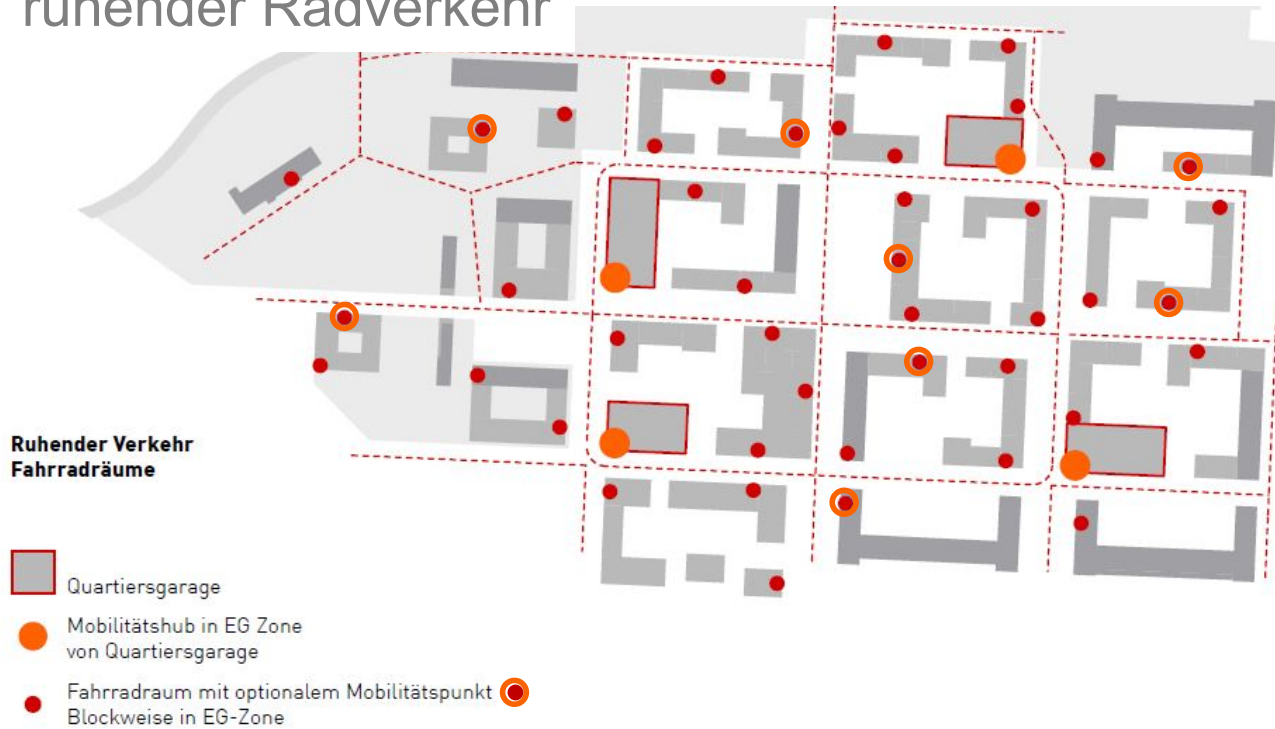 ruhender Radverkehr
Ruhender Verkehr
Fahrradräume
Quartiersgarage
Mobilitätshub in EG Zone
von Quartiersgarage
Fahrradraum mit optionalem Mobilitätspunkt
Blockweise in EG-Zone